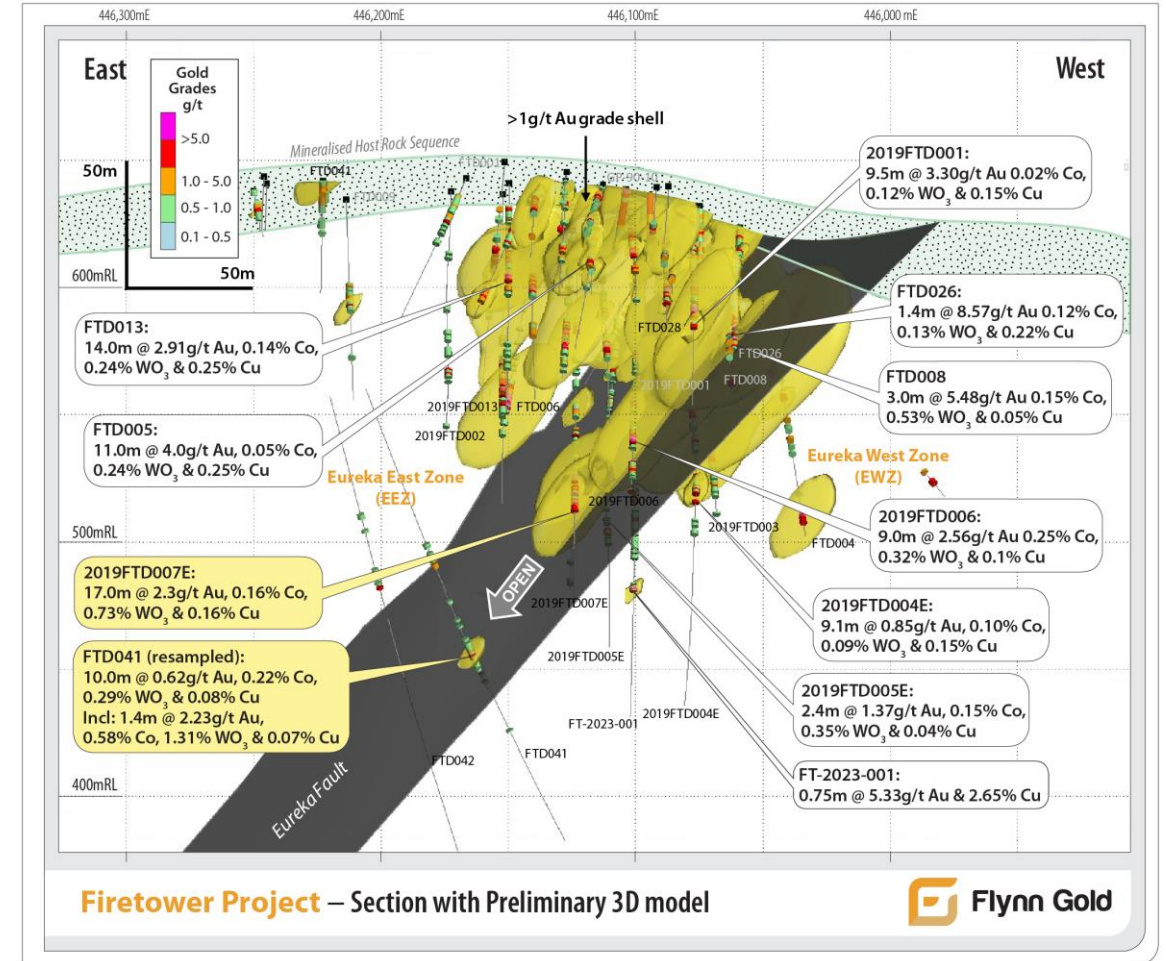 446,300mE
446,200mE
446,100mE
446,000 mE
East
West
Gold
Grades
g/t
>5.0
1.0 - 5.0
0.5 - 1.0
0.1 - 0.5
50m
50m
Mineralised Host Rock Sequence
>1g/t Au grade shell
FTD041
FTD009
600mRL
2019FTD001:
9.5m @ 3.30g/t Au 0.02% Co,
0.12% WO₃ & 0.15% Cu
FTD026:
1.4m @ 8.57g/t Au 0.12% Co,
0.13% WO₃ & 0.22% Cu
FTD013:
14.0m @ 2.91g/t Au, 0.14% Co,
0.24% WO₃ & 0.25% Cu
FTD028
FTD026
2019FTD001
FTD008
FTD008
3.0m @ 5.48g/t Au 0.15% Co,
0.53% WO₃ & 0.05% Cu
2019FTD013
FTD006
2019FTD002
FTD005:
11.0m @ 4.0g/t Au, 0.05% Co,
0.24% WO₃ & 0.25% Cu
Eureka East Zone
(EEZ)
Eureka West Zone
(EWZ)
2019FTD006
2019FTD003
FTD004
500mRL
2019FTD006:
9.0m @ 2.56g/t Au 0.25% Co,
0.32% WO₃ & 0.1% Cu
2019FTD007E:
17.0m @ 2.3g/t Au, 0.16% Co,
0.73% WO₃ & 0.16% Cu
OPEN
2019FTD007E
2019FTD004E:
9.1m @ 0.85g/t Au, 0.10% Co,
0.09% WO₃ & 0.15% Cu
FTD041 (resampled):
10.0m @ 0.62g/t Au, 0.22% Co,
0.29% WO₃ & 0.08% Cu
Incl: 1.4m @ 2.23g/t Au,
0.58% Co, 1.31% WO₃ & 0.07% Cu
2019FTD005E
2019FTD005E:
2.4m @ 1.37g/t Au, 0.15% Co,
0.35% WO₃ & 0.04% Cu
FT-2023-001
2019FTD004E
FTD042
FTD041
FT-2023-001:
0.75m @ 5.33g/t Au & 2.65% Cu
400mRL
Eureka Fault
Firetower Project – Section with Preliminary 3D model
Flynn Gold